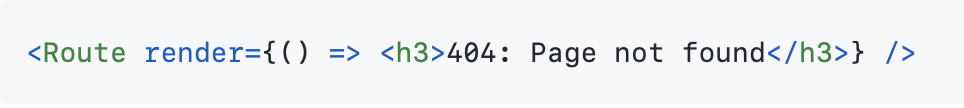 <Route render={() => <h3>404: Page not found</h3>} />